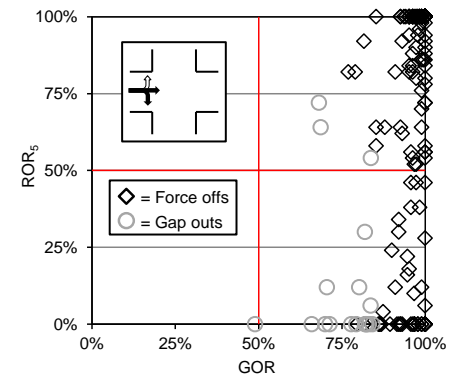 100%
75%
50%
25%
0%
ROR5
◇ = Force offs
○ = Gap outs
0% 25% 50% 75% 100%
GOR